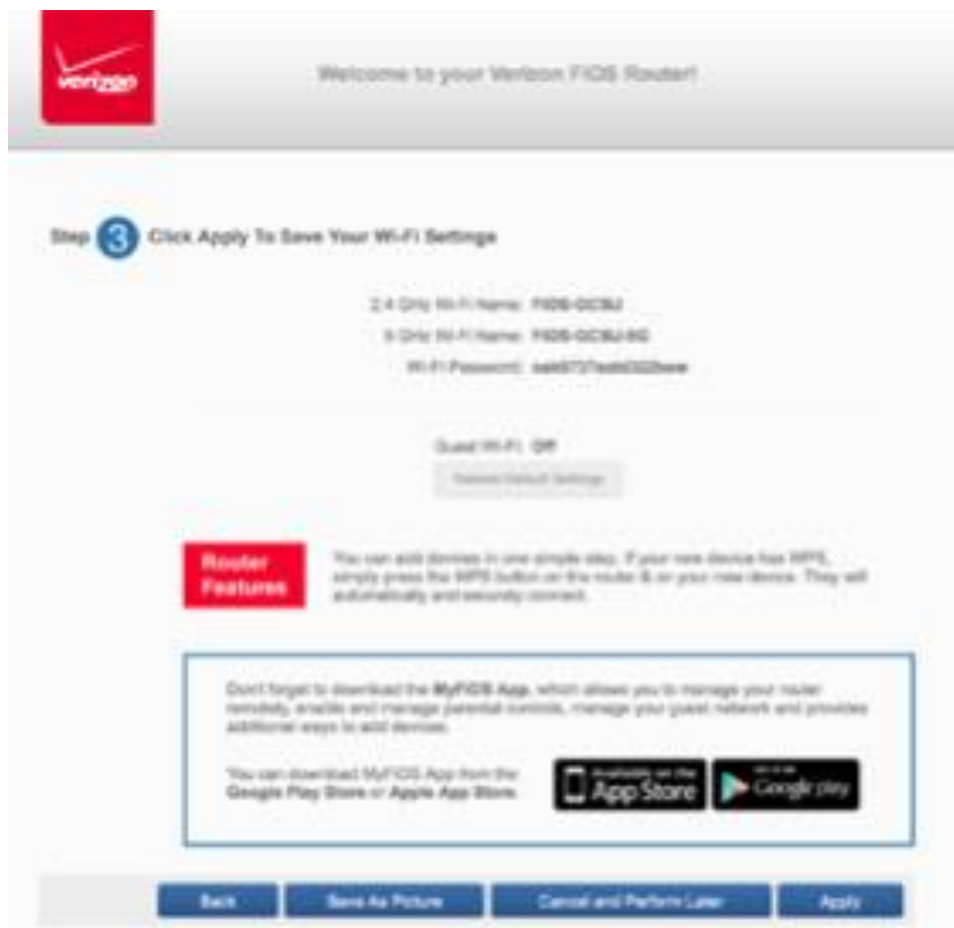 verizon
Welcome to your Verizon FIOS Router!
Step 3 Click Apply To Save Your Wi-Fi Settings
2.4 GHz Wi-Fi Name:
5 GHz Wi-Fi Name:
Wi-Fi Password:
Guest Wi-Fi: Off
Restore Default Settings
Router
Features
You can add devices in one simple step. If your new device has WPS,
simply press the WPS button on the router & on your new device. They will
automatically and securely connect.
Don't forget to download the MyFiOS App, which allows you to manage your router
remotely, enable and manage parental controls, manage your guest network and provides
additional ways to add devices.
You can download MyFiOS App from the
Google Play Store or Apple App Store.
Available on the
App Store
Google play
Back
Save As Picture
Cancel and Perform Later
Apply